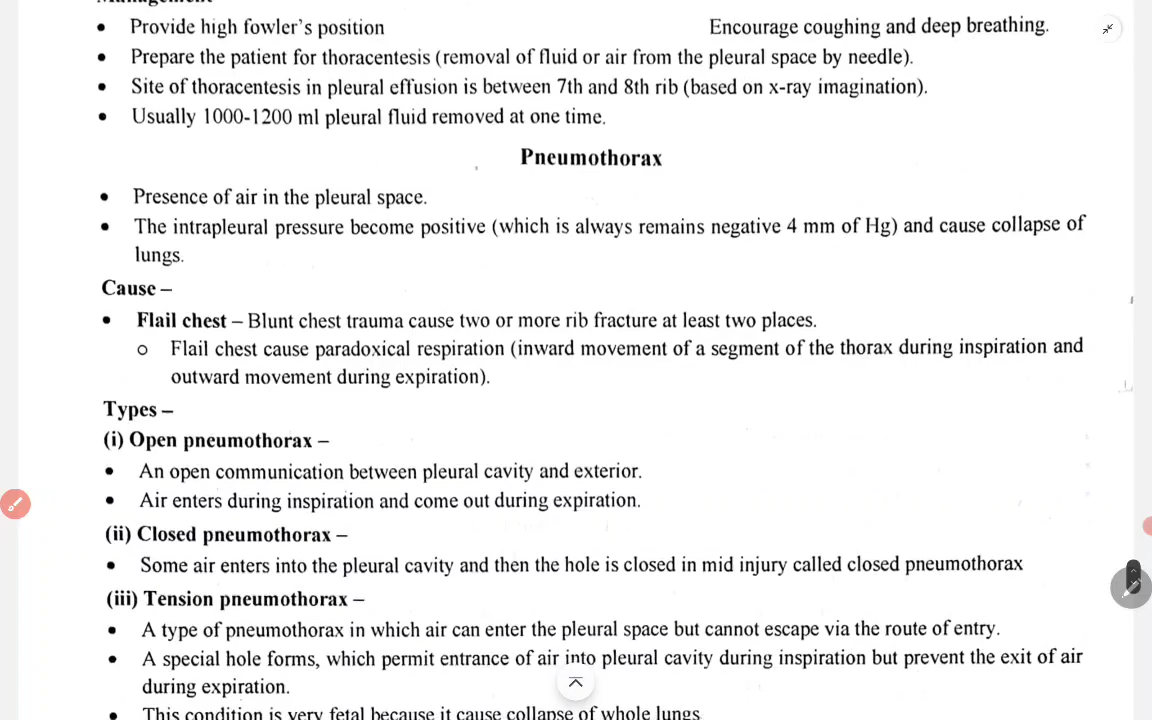 Management
• Provide high fowler's position Encourage coughing and deep breathing.
• Prepare the patient for thoracentesis (removal of fluid or air from the pleural space by needle).
• Site of thoracentesis in pleural effusion is between 7th and 8th rib (based on x-ray imagination).
• Usually 1000-1200 ml pleural fluid removed at one time.
Pneumothorax
• Presence of air in the pleural space.
• The intrapleural pressure become positive (which is always remains negative 4 mm of Hg) and cause collapse of
lungs.
Cause –
• Flail chest – Blunt chest trauma cause two or more rib fracture at least two places.
o Flail chest cause paradoxical respiration (inward movement of a segment of the thorax during inspiration and
outward movement during expiration).
Types –
(i) Open pneumothorax –
• An open communication between pleural cavity and exterior.
• Air enters during inspiration and come out during expiration.
(ii) Closed pneumothorax –
• Some air enters into the pleural cavity and then the hole is closed in mid injury called closed pneumothorax
(iii) Tension pneumothorax –
• A type of pneumothorax in which air can enter the pleural space but cannot escape via the route of entry.
• A special hole forms, which permit entrance of air into pleural cavity during inspiration but prevent the exit of air
during expiration.
• This condition is very fetal because it cause collapse of whole lungs